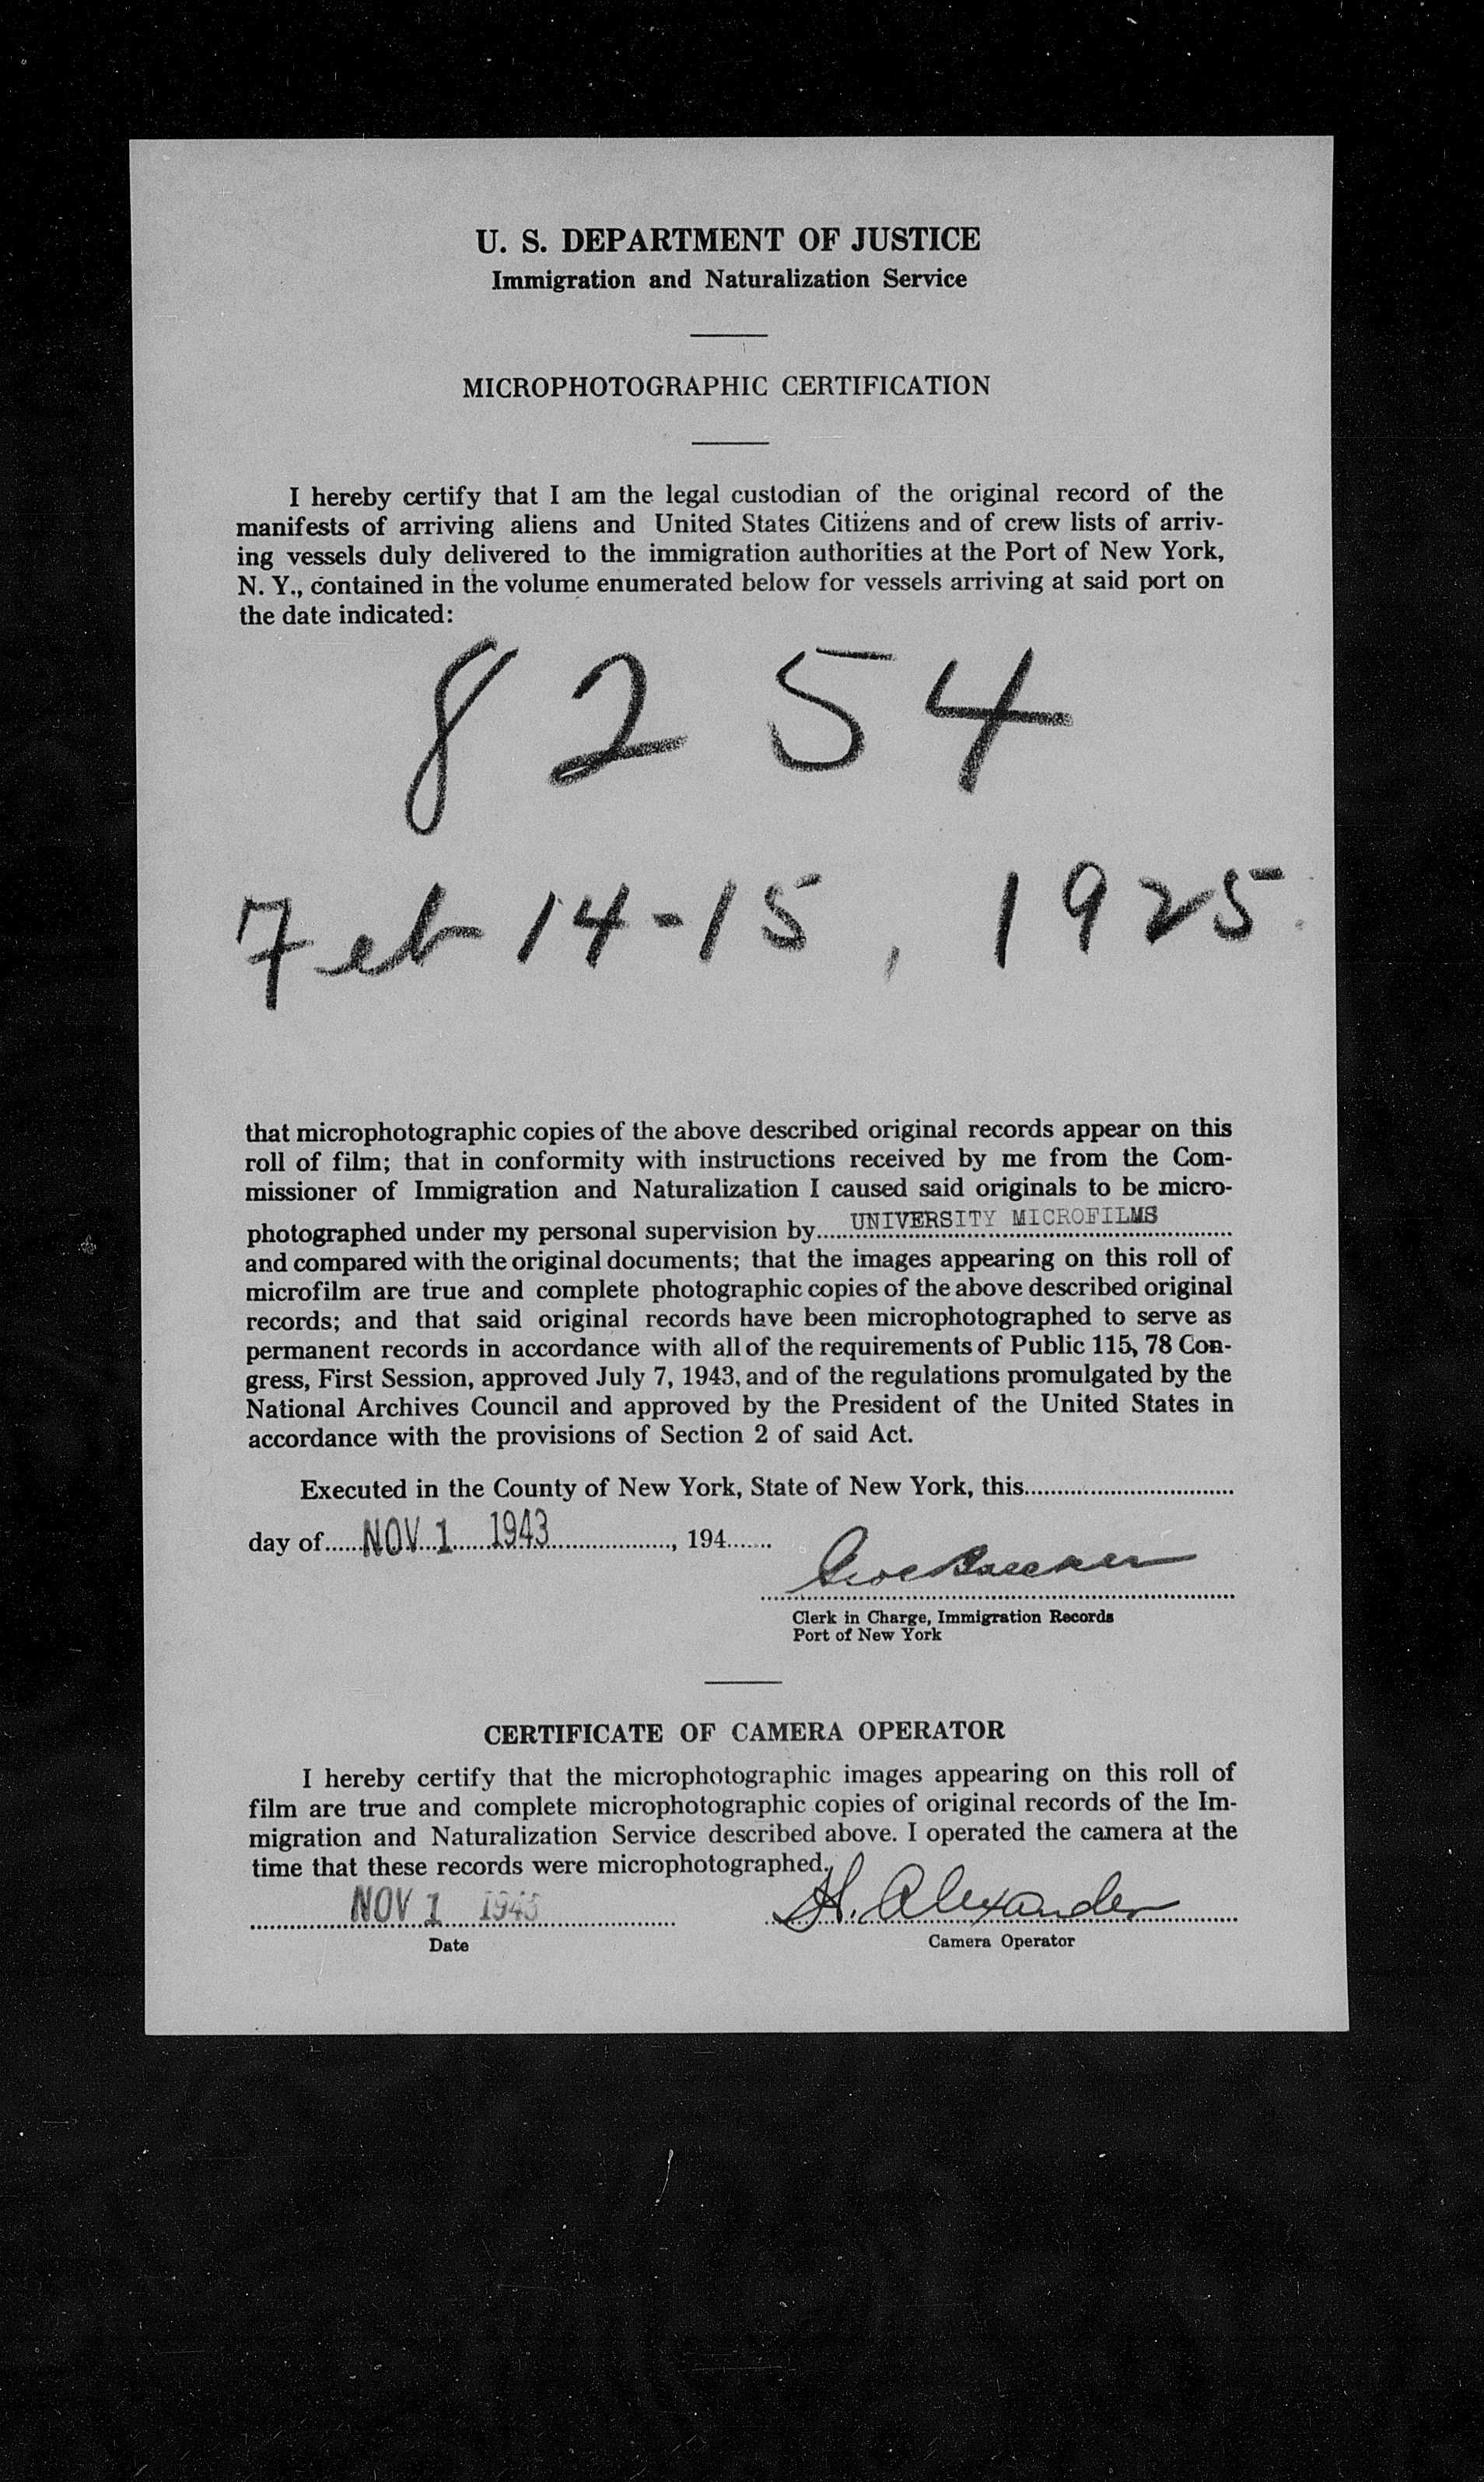 U. S. DEPARTMENT OF JUSTICE
Immigration and Naturalization Service
MICROPHOTOGRAPHIC CERTIFICATION
I hereby certify that I am the legal custodian of the original record of the
manifests of arriving aliens and United States Citizens and of crew lists of arriv-
ing vessels duly delivered to the immigration authorities at the Port of New York,
N. Y., contained in the volume enumerated below for vessels arriving at said port on
the date indicated:
8254
Feb 14-15, 1925
that microphotographic copies of the above described original records appear on this
roll of film; that in conformity with instructions received by me from the Com-
missioner of Immigration and Naturalization I caused said originals to be micro-
photographed under my personal supervision by UNIVERSITY MICROFILMS
and compared with the original documents; that the images appearing on this roll of
microfilm are true and complete photographic copies of the above described original
records; and that said original records have been microphotographed to serve as
permanent records in accordance with all of the requirements of Public 115, 78 Con-
gress, First Session, approved July 7, 1943, and of the regulations promulgated by the
National Archives Council and approved by the President of the United States in
accordance with the provisions of Section 2 of said Act.
Executed in the County of New York, State of New York, this
day of NOV 1 1943, 194
Clerk in Charge, Immigration Records
Port of New York
CERTIFICATE OF CAMERA OPERATOR
I hereby certify that the microphotographic images appearing on this roll of
film are true and complete microphotographic copies of original records of the Im-
migration and Naturalization Service described above. I operated the camera at the
time that these records were microphotographed.
NOV 1 1943 H. Alexander
Date Camera Operator